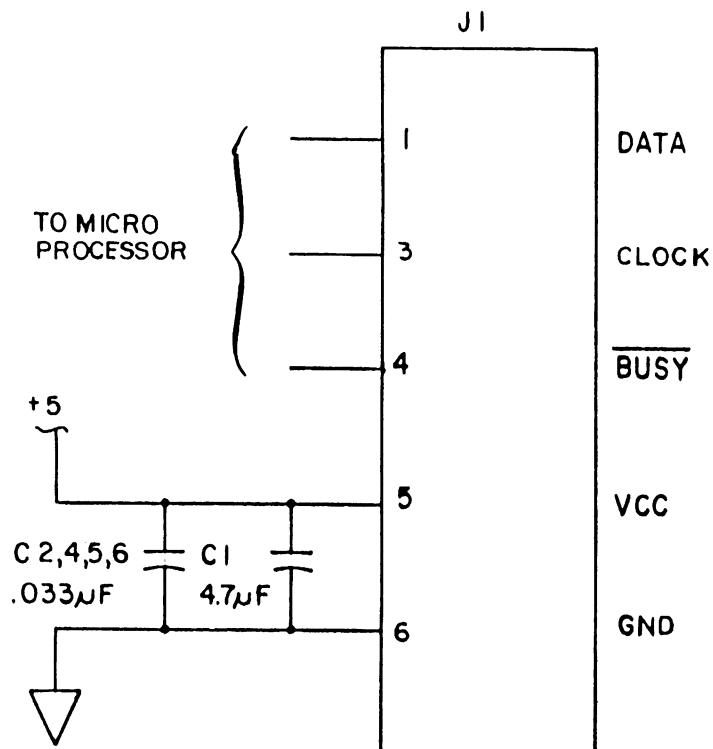 J1
1 DATA
TO MICRO
PROCESSOR
3 CLOCK
4 BUSY
+5
5 VCC
C 2,4,5,6
.033µF
C1
4.7µF
6 GND